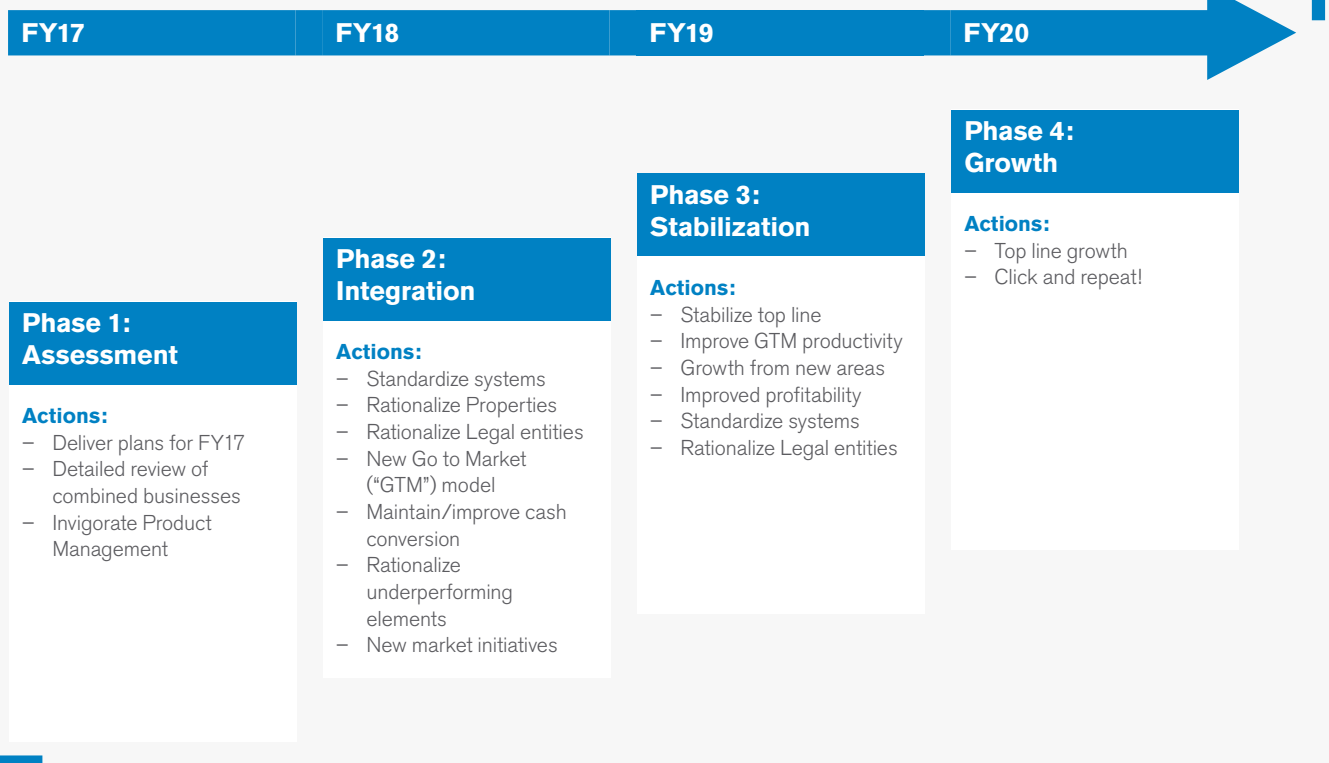 FY17
FY18
FY19
FY20
Phase 1:
Assessment
Actions:
– Deliver plans for FY17
– Detailed review of
combined businesses
– Invigorate Product
Management
Phase 2:
Integration
Actions:
– Standardize systems
– Rationalize Properties
– Rationalize Legal entities
– New Go to Market
(“GTM”) model
– Maintain/improve cash
conversion
– Rationalize
underperforming
elements
– New market initiatives
Phase 3:
Stabilization
Actions:
– Stabilize top line
– Improve GTM productivity
– Growth from new areas
– Improved profitability
– Standardize systems
– Rationalize Legal entities
Phase 4:
Growth
Actions:
– Top line growth
– Click and repeat!